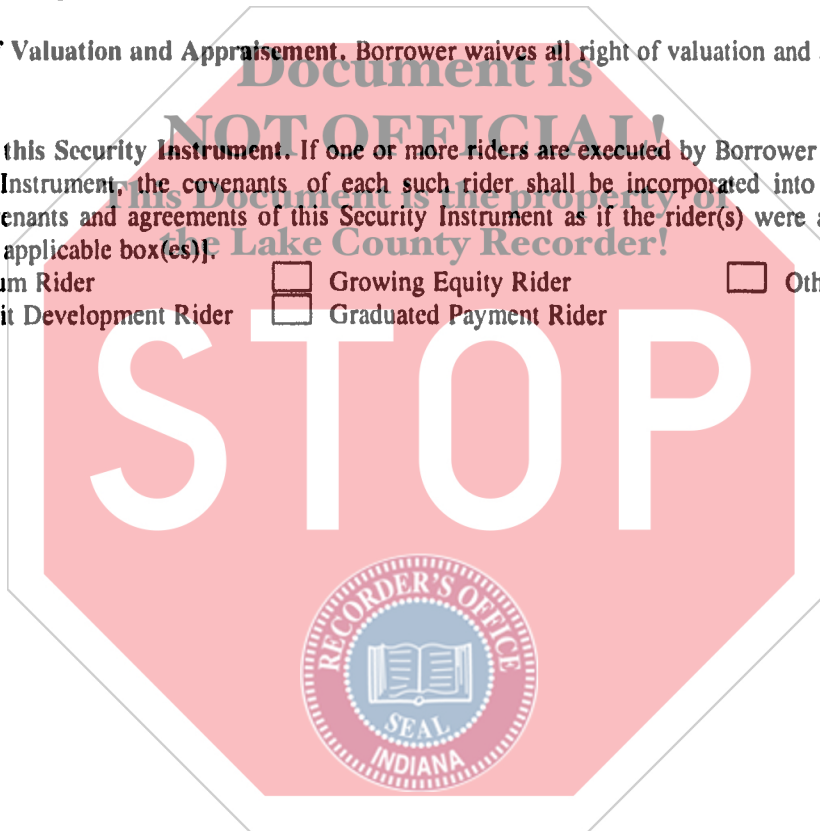 Valuation and Appraisement. Borrower waives all right of valuation and
Document is
NOT OFFICIAL!
this Security Instrument. If one or more riders are executed by Borrower
Instrument, the covenants of each such rider shall be incorporated into
This Document is the property of
enants and agreements of this Security Instrument as if the rider(s) were a
the Lake County Recorder!
applicable box(es)].
um Rider Growing Equity Rider Oth
it Development Rider Graduated Payment Rider
STOP
RECORDER'S OFFICE
SEAL
INDIANA